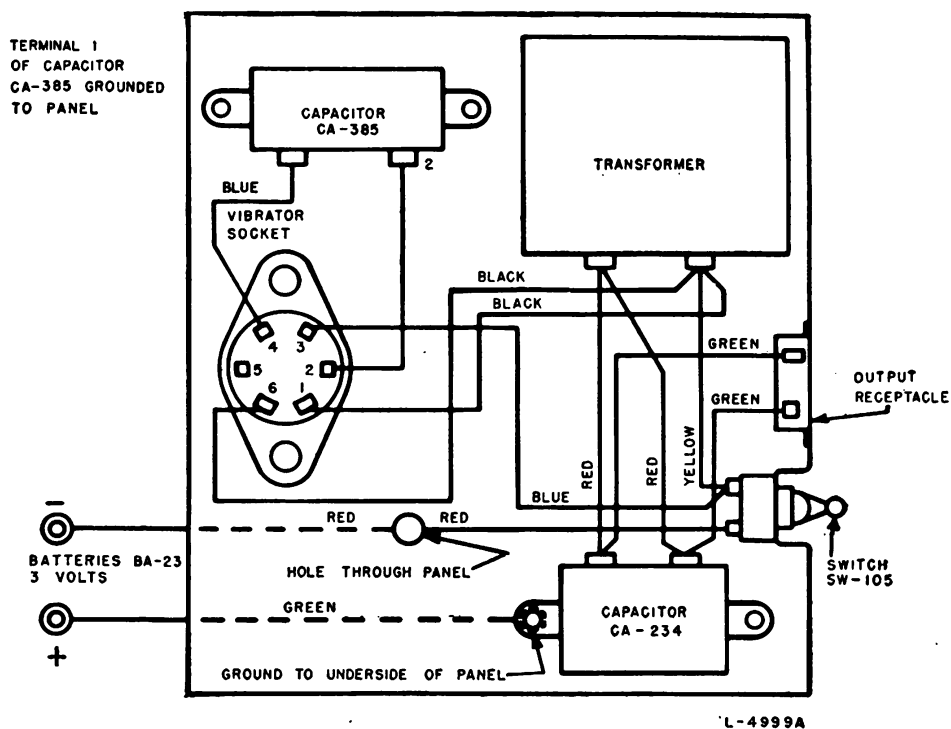 TERMINAL 1
OF CAPACITOR
CA-385 GROUNDED
TO PANEL
CAPACITOR
CA-385
2
BLUE
VIBRATOR
SOCKET
TRANSFORMER
BLACK
BLACK
4
3
5
2
6
1
GREEN
GREEN
OUTPUT
RECEPTACLE
RED
RED
YELLOW
BLUE
-
RED
RED
BATTERIES BA-23
3 VOLTS
HOLE THROUGH PANEL
SWITCH
SW-105
GREEN
+
CAPACITOR
CA-234
GROUND TO UNDERSIDE OF PANEL
L-4999A